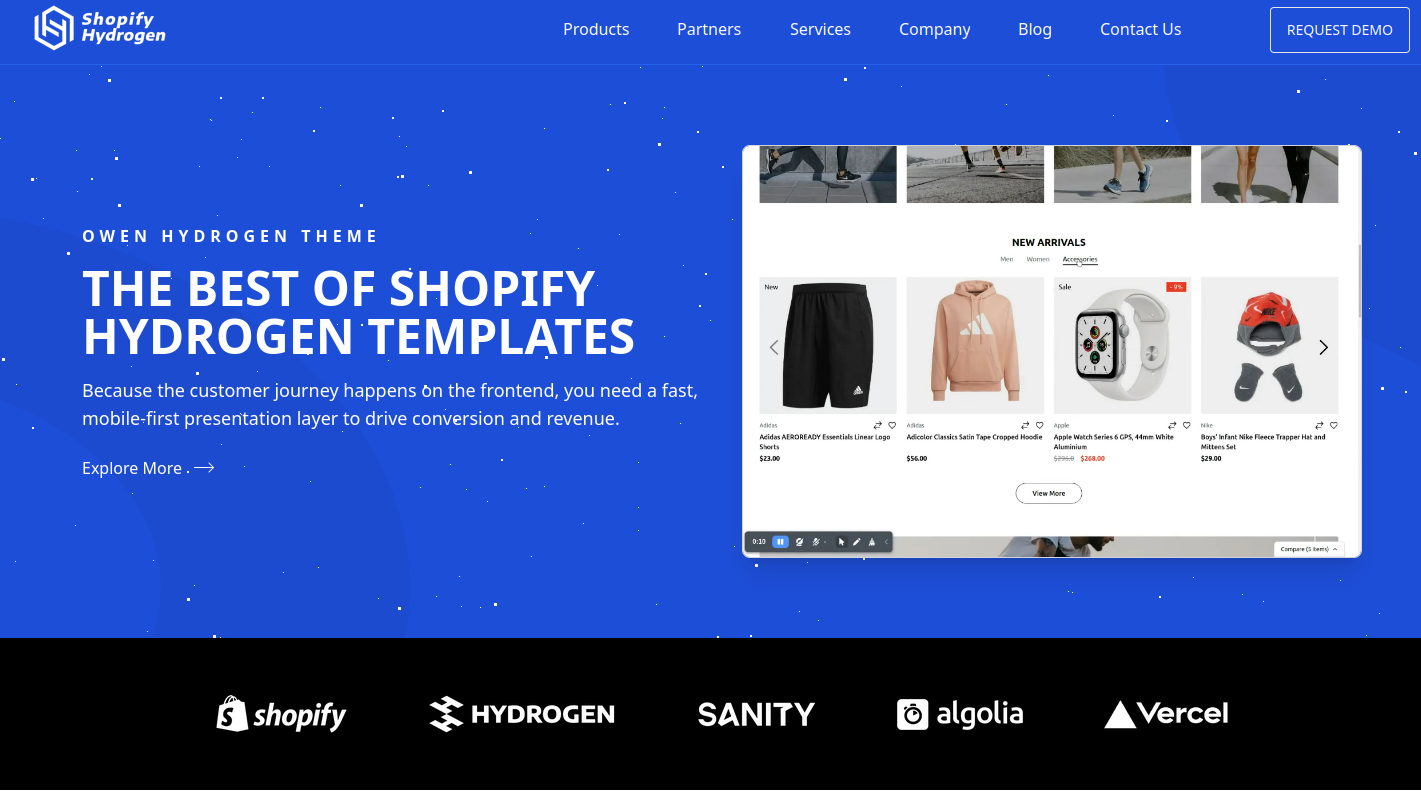 Shopify
Hydrogen
Products
Partners
Services
Company
Blog
Contact Us
REQUEST DEMO
OWEN HYDROGEN THEME
THE BEST OF SHOPIFY
HYDROGEN TEMPLATES
Because the customer journey happens on the frontend, you need a fast,
mobile-first presentation layer to drive conversion and revenue.
Explore More
NEW ARRIVALS
Men
Women
Accessories
New
Sale
- 9%
NIKE
Adidas
Adidas AEROREADY Essentials Linear Logo
Shorts
$23.00
Adidas
Adicolor Classics Satin Tape Cropped Hoodie
$56.00
Apple
Apple Watch Series 6 GPS, 44mm White
Aluminium
$296.0 $268.00
Nike
Boys' Infant Nike Fleece Trapper Hat and
Mittens Set
$29.00
View More
0:10
Compare (5 Items)
shopify
HYDROGEN
SANITY
algolia
Vercel